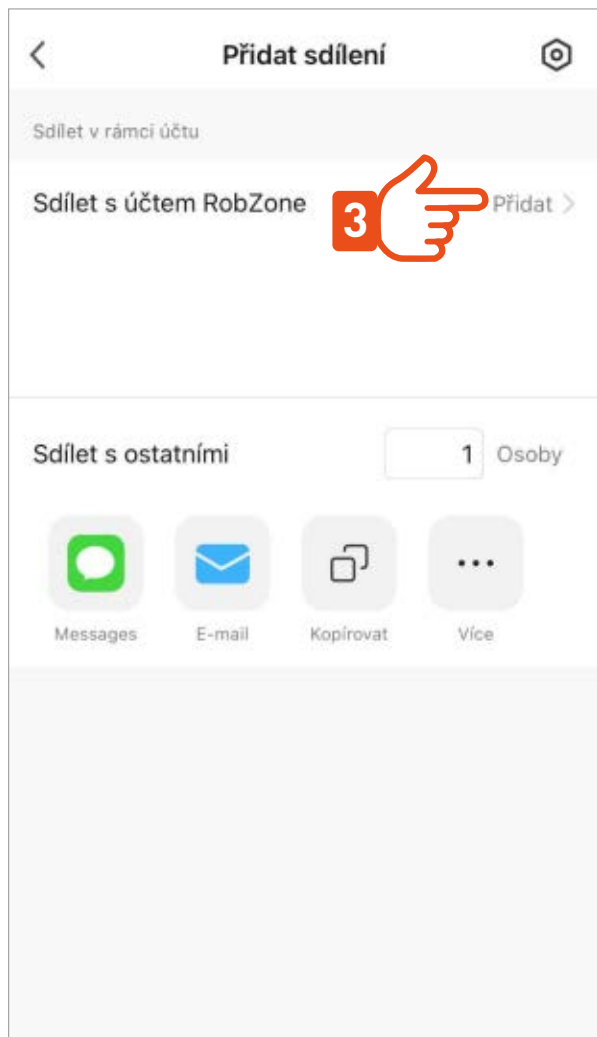 Přidat sdílení
Sdílet v rámci účtu
Sdílet s účtem RobZone 3 Přidat
Sdílet s ostatními 1 Osoby
Messages E-mail Kopírovat Více